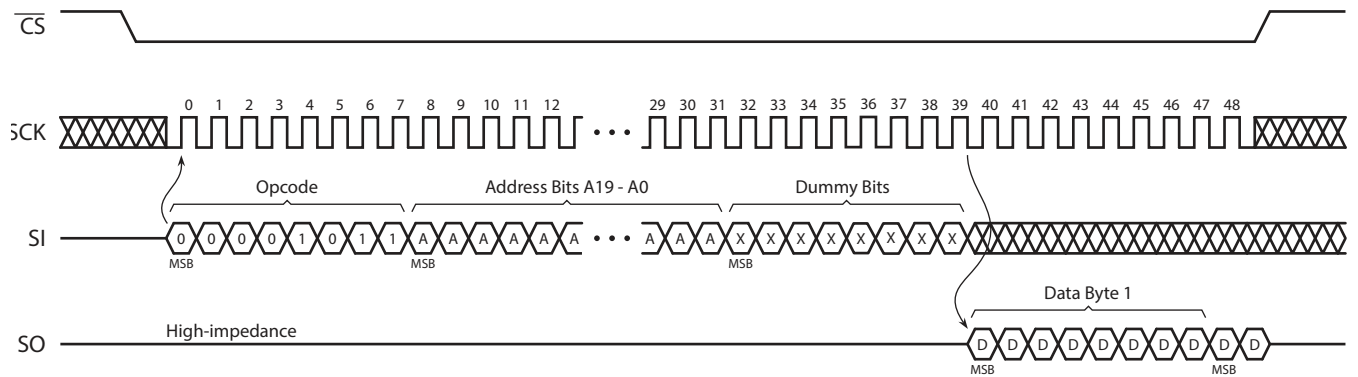 CS
0 1 2 3 4 5 6 7 8 9 10 11 12 29 30 31 32 33 34 35 36 37 38 39 40 41 42 43 44 45 46 47 48
SCK
Opcode Address Bits A19 - A0 Dummy Bits
SI 0 0 0 0 1 0 1 1 A A A A A A A A A X X X X X X X X
MSB MSB MSB
Data Byte 1
High-impedance
SO D D D D D D D D D D
MSB MSB